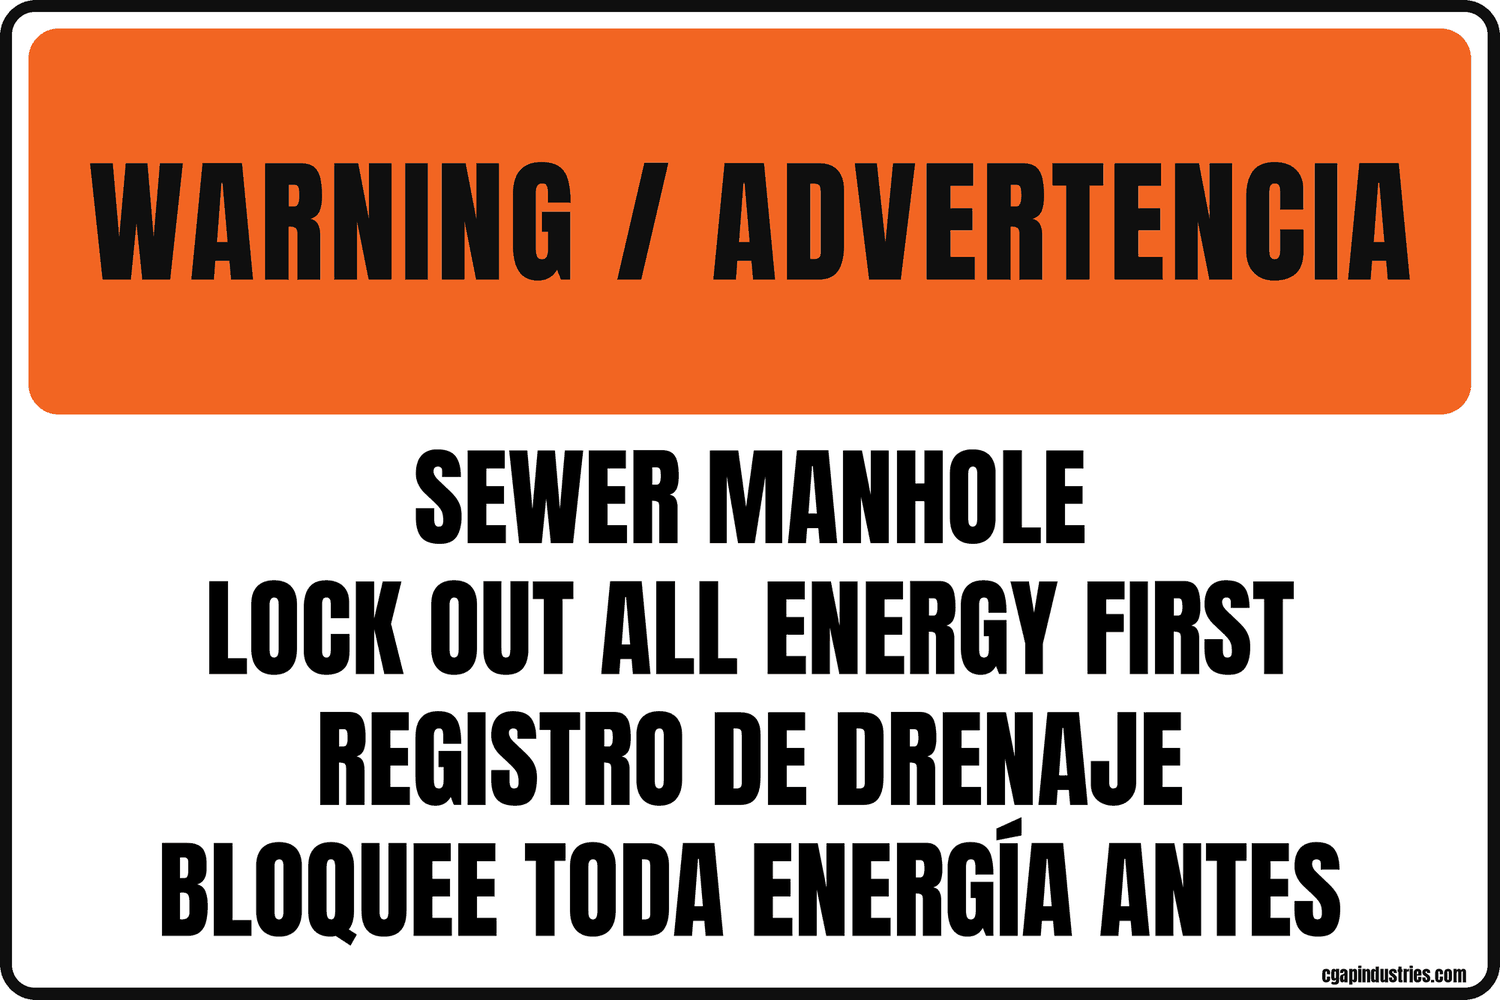 WARNING / ADVERTENCIA
SEWER MANHOLE
LOCK OUT ALL ENERGY FIRST
REGISTRO DE DRENAJE
BLOQUEE TODA ENERGÍA ANTES
cgapindustries.com